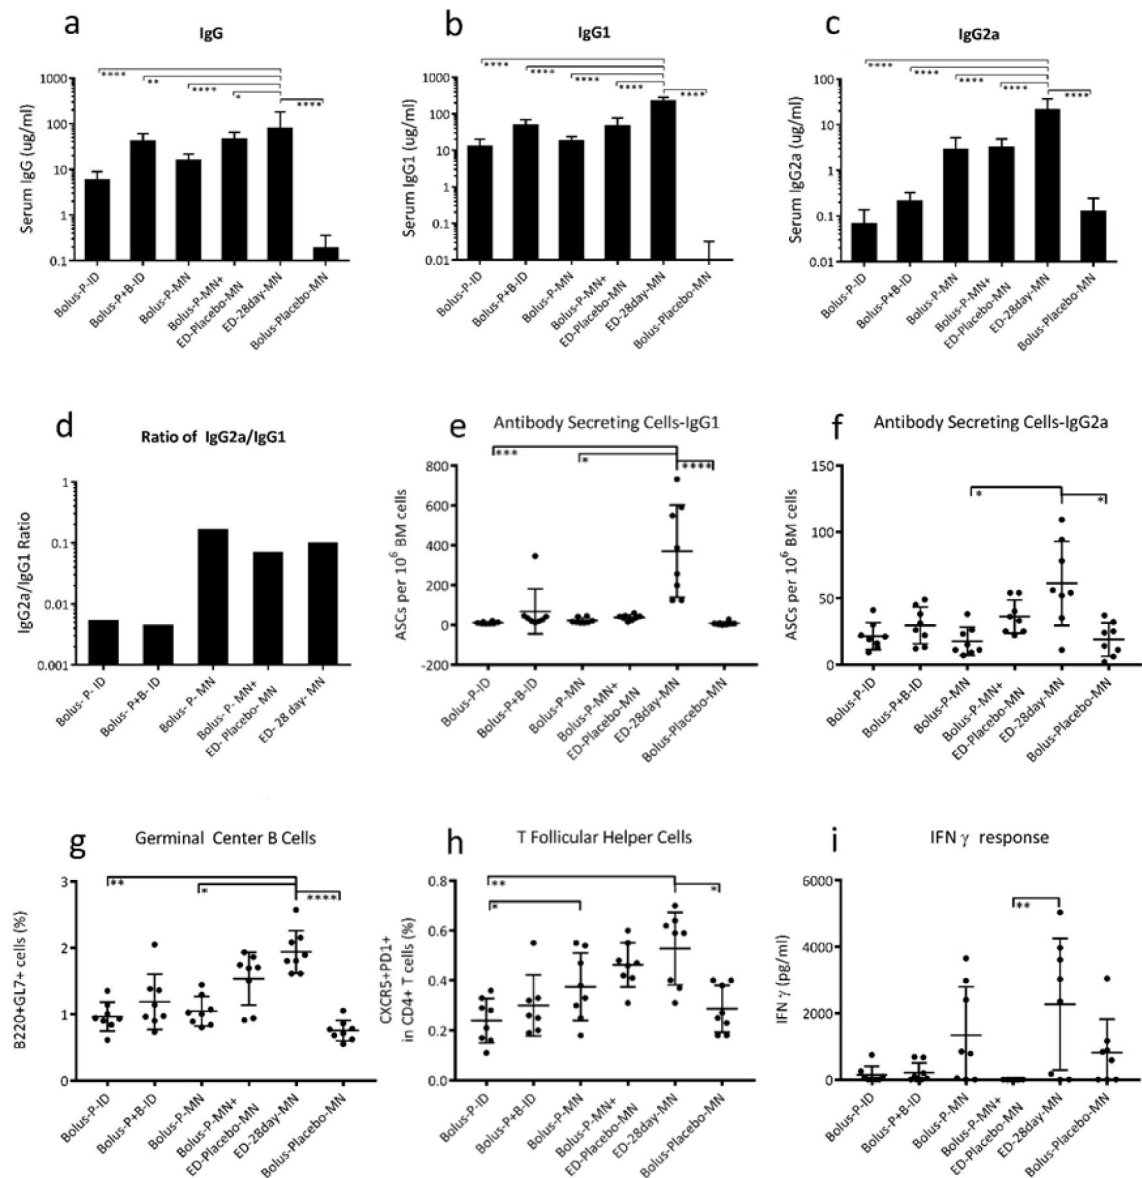 a
IgG
Serum IgG (ug/ml)
1000
100
10
1
0.1
****
**
****
*
****
Bolus-P-ID
Bolus-P+B-ID
Bolus-P-MN
Bolus-P-MN+
ED-Placebo-MN
ED-28day-MN
Bolus-Placebo-MN
b
IgG1
Serum IgG1 (ug/ml)
1000
100
10
1
0.1
0.01
****
****
****
****
****
Bolus-P-ID
Bolus-P+B-ID
Bolus-P-MN
Bolus-P-MN+
ED-Placebo-MN
ED-28day-MN
Bolus-Placebo-MN
c
IgG2a
Serum IgG2a (ug/ml)
100
10
1
0.1
0.01
****
****
****
****
****
Bolus-P-ID
Bolus-P+B-ID
Bolus-P-MN
Bolus-P-MN+
ED-Placebo-MN
ED-28day-MN
Bolus-Placebo-MN
d
Ratio of IgG2a/IgG1
IgG2a/IgG1 Ratio
1
0.1
0.01
0.001
Bolus- P- ID
Bolus- P+B- ID
Bolus- P- MN
Bolus- P- MN+
ED- Placebo- MN
ED- 28 day- MN
e
Antibody Secreting Cells-IgG1
ASCs per 10⁶ BM cells
800
600
400
200
0
-200
***
*
****
Bolus-P-ID
Bolus-P+B-ID
Bolus-P-MN
Bolus-P-MN+
ED-Placebo-MN
ED-28day-MN
Bolus-Placebo-MN
f
Antibody Secreting Cells-IgG2a
ASCs per 10⁶ BM cells
150
100
50
0
*
*
Bolus-P-ID
Bolus-P+B-ID
Bolus-P-MN
Bolus-P-MN+
ED-Placebo-MN
ED-28day-MN
Bolus-Placebo-MN
g
Germinal Center B Cells
B220+GL7+ cells (%)
3
2
1
0
**
*
****
Bolus-P-ID
Bolus-P+B-ID
Bolus-P-MN
Bolus-P-MN+
ED-Placebo-MN
ED-28day-MN
Bolus-Placebo-MN
h
T Follicular Helper Cells
CXCR5+PD1+
in CD4+ T cells (%)
0.8
0.6
0.4
0.2
0.0
**
*
*
Bolus-P-ID
Bolus-P+B-ID
Bolus-P-MN
Bolus-P-MN+
ED-Placebo-MN
ED-28day-MN
Bolus-Placebo-MN
i
IFN γ response
IFN γ (pg/ml)
6000
4000
2000
0
**
Bolus-P-ID
Bolus-P+B-ID
Bolus-P-MN
Bolus-P-MN+
ED-Placebo-MN
ED-28day-MN
Bolus-Placebo-MN